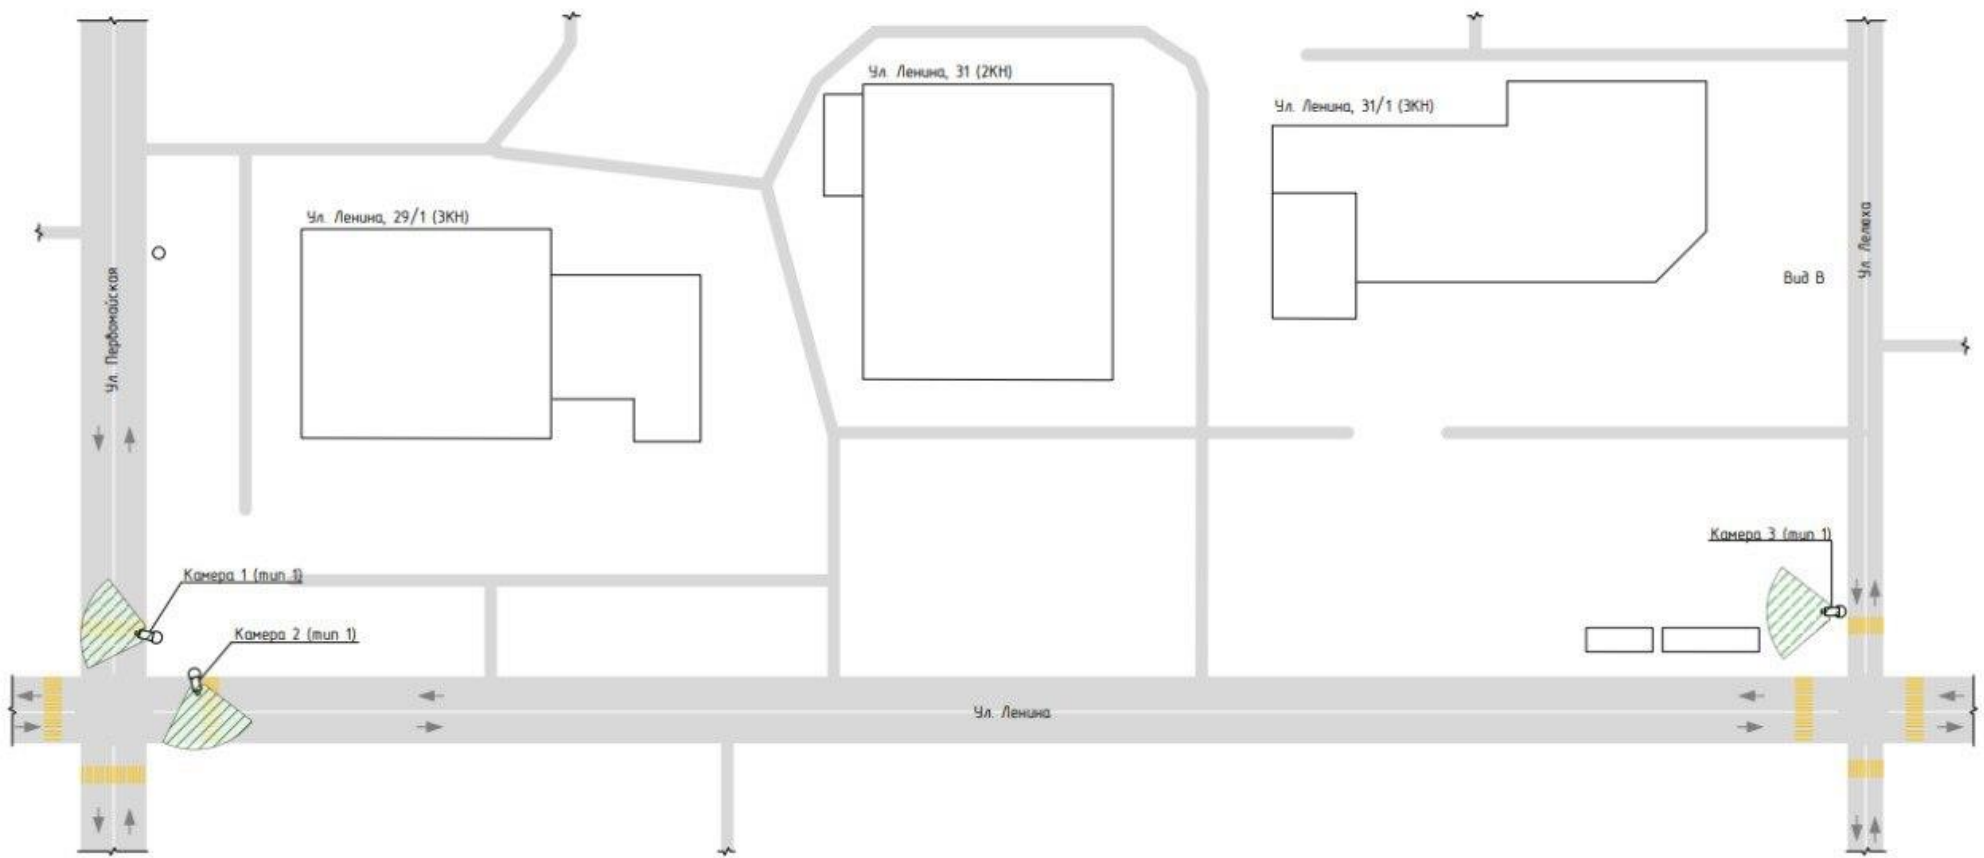 Ул. Ленина, 31 (2КН)
Ул. Ленина, 31/1 (3КН)
Ул. Ленина, 29/1 (3КН)
Ул. Лелюха
Вид В
Ул. Первомайская
Камера 3 (тип 1)
Камера 1 (тип 1)
Камера 2 (тип 1)
Ул. Ленина